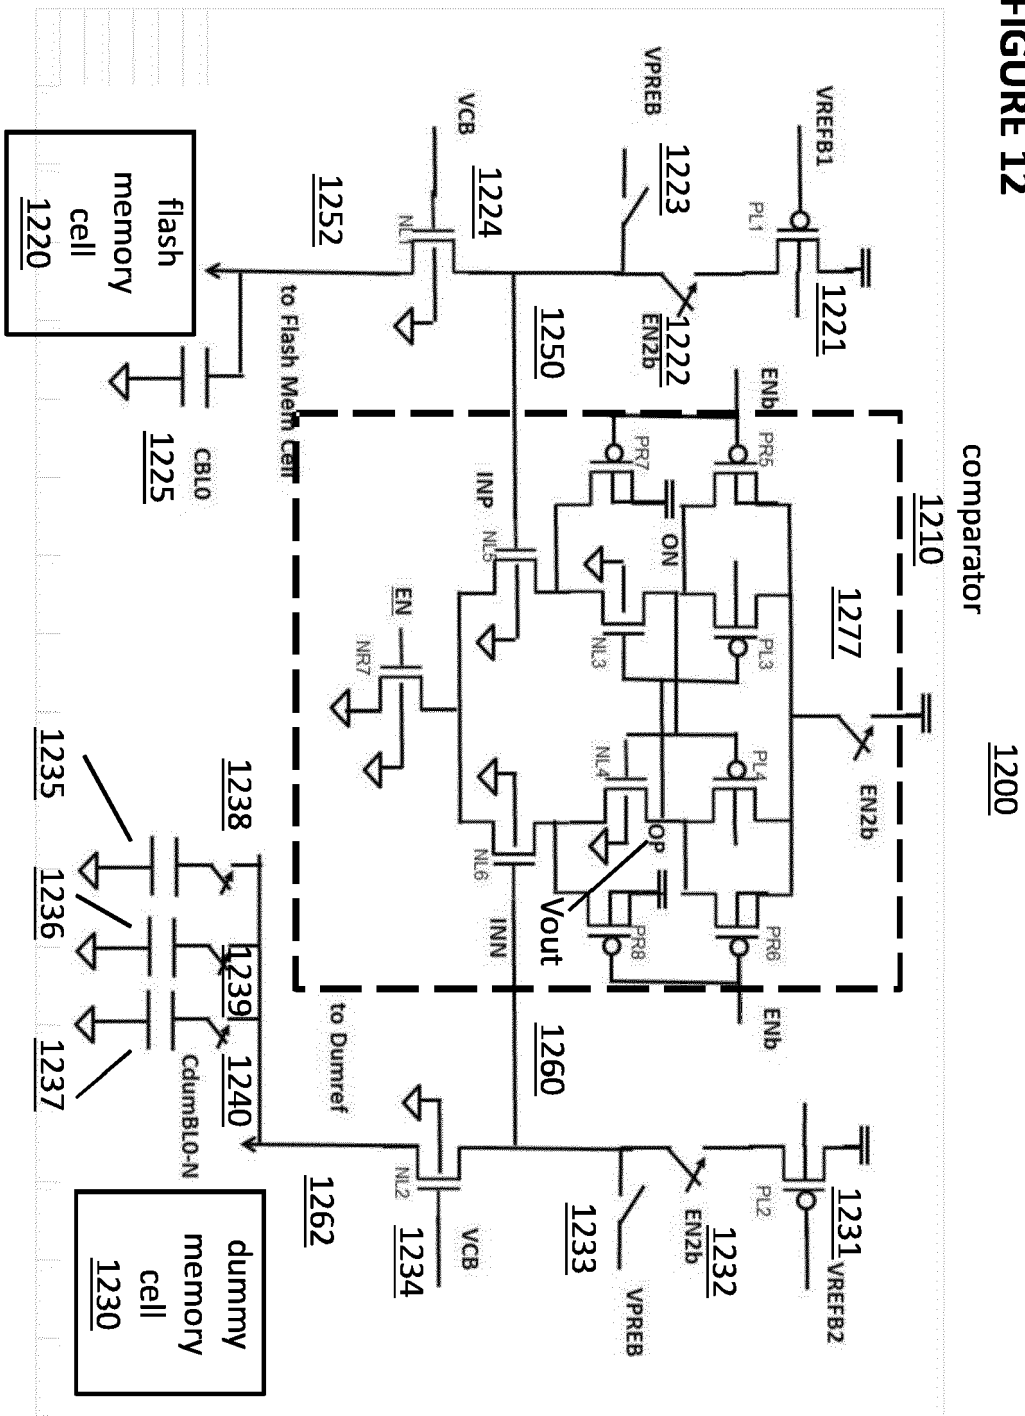 FIGURE 12
1200
comparator
1210
VREFB1
PL1
1221
VPREB
1223
EN2b
1222
VCB
1224
NL1
1250
1252
to Flash Mem Cell
flash
memory
cell
1220
1225
CBL0
ENb
PR5
PR7
ON
PL3
NL3
1277
EN2b
PL4
NL4
OP
Vout
PR6
PR8
ENb
INP
NL5
EN
NR7
NL6
INN
1260
VREFB2
PL2
1231
EN2b
1232
VPREB
1233
VCB
1234
NL2
1262
to Dumref
1235
1236
1237
1238
1239
1240
CdumBL0-N
dummy
memory
cell
1230